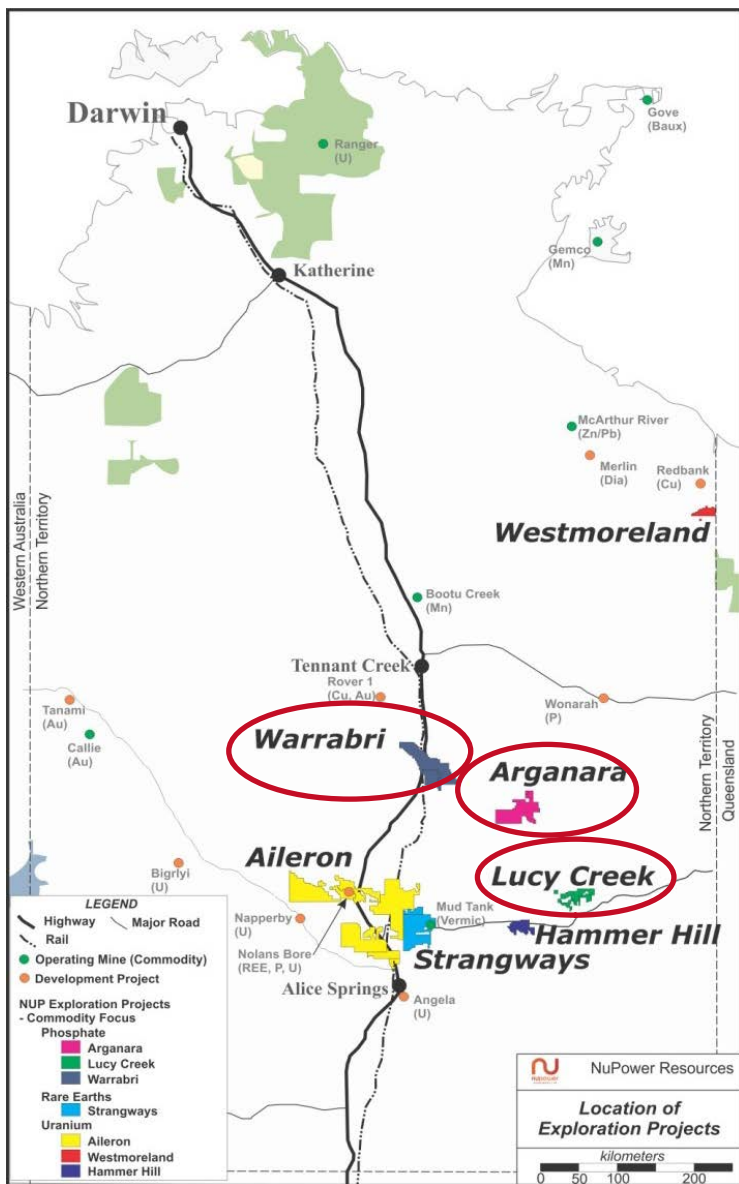 Darwin
Ranger
(U)
Gove
(Baux)
Gemco
(Mn)
Katherine
McArthur River
(Zn/Pb)
Merlin
(Dia)
Redbank
(Cu)
Westmoreland
Western Australia
Northern Territory
Bootu Creek
(Mn)
Tennant Creek
Rover 1
(Cu, Au)
Tanami
(Au)
Callie
(Au)
Wonarah
(P)
Warrabri
Arganara
Northern Territory
Queensland
Bigrlyi
(U)
Aileron
Lucy Creek
Napperby
(U)
Mud Tank
(Vermic)
Hammer Hill
Nolans Bore
(REE, P, U)
Strangways
Alice Springs
Angela
(U)
LEGEND
Highway Major Road
Rail
Operating Mine (Commodity)
Development Project
NUP Exploration Projects
- Commodity Focus
Phosphate
Arganara
Lucy Creek
Warrabri
Rare Earths
Strangways
Uranium
Aileron
Westmoreland
Hammer Hill
NuPower Resources
Location of
Exploration Projects
kilometers
0 50 100 200